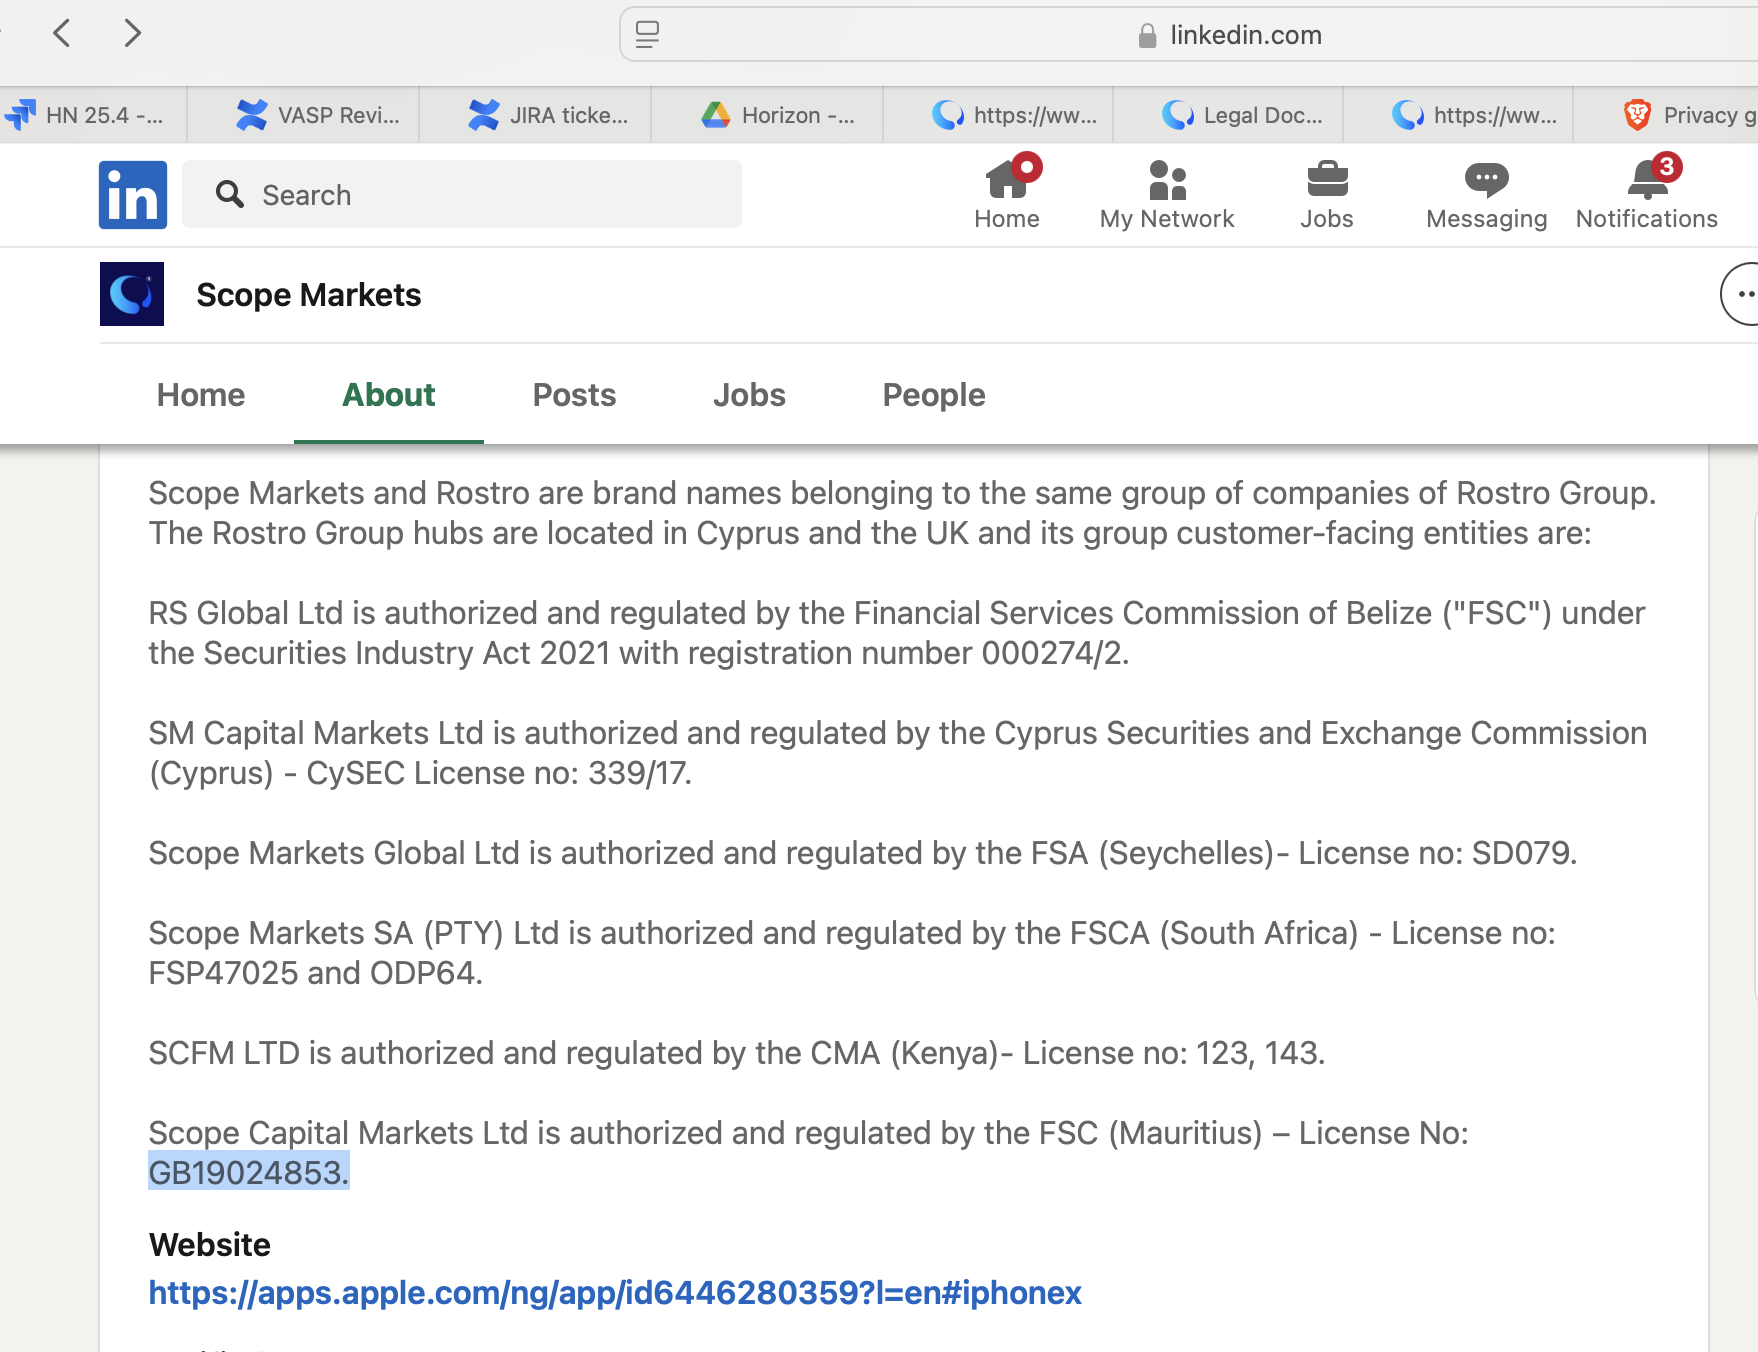 linkedin.com
HN 25.4 -...
VASP Revi...
JIRA ticke...
Horizon -...
https://ww...
Legal Doc...
https://ww...
Privacy g
in
Search
3
Home
My Network
Jobs
Messaging
Notifications
Scope Markets
Home
About
Posts
Jobs
People
Scope Markets and Rostro are brand names belonging to the same group of companies of Rostro Group.
The Rostro Group hubs are located in Cyprus and the UK and its group customer-facing entities are:
RS Global Ltd is authorized and regulated by the Financial Services Commission of Belize ("FSC") under
the Securities Industry Act 2021 with registration number 000274/2.
SM Capital Markets Ltd is authorized and regulated by the Cyprus Securities and Exchange Commission
(Cyprus) - CySEC License no: 339/17.
Scope Markets Global Ltd is authorized and regulated by the FSA (Seychelles)- License no: SD079.
Scope Markets SA (PTY) Ltd is authorized and regulated by the FSCA (South Africa) - License no:
FSP47025 and ODP64.
SCFM LTD is authorized and regulated by the CMA (Kenya)- License no: 123, 143.
Scope Capital Markets Ltd is authorized and regulated by the FSC (Mauritius) – License No:
GB19024853.
Website
https://apps.apple.com/ng/app/id6446280359?l=en#iphonex